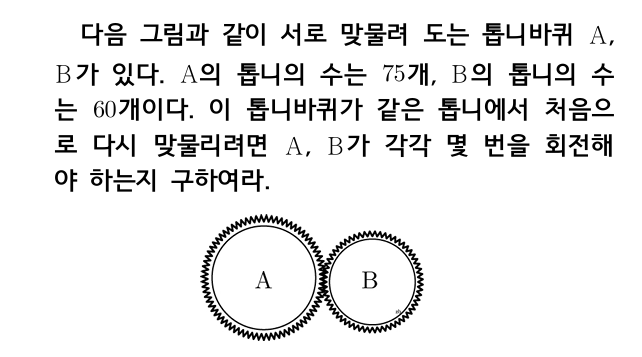 다음 그림과 같이 서로 맞물려 도는 톱니바퀴 A,
B가 있다. A의 톱니의 수는 75개, B의 톱니의 수
는 60개이다. 이 톱니바퀴가 같은 톱니에서 처음으
로 다시 맞물리려면 A, B가 각각 몇 번을 회전해
야 하는지 구하여라.
A B